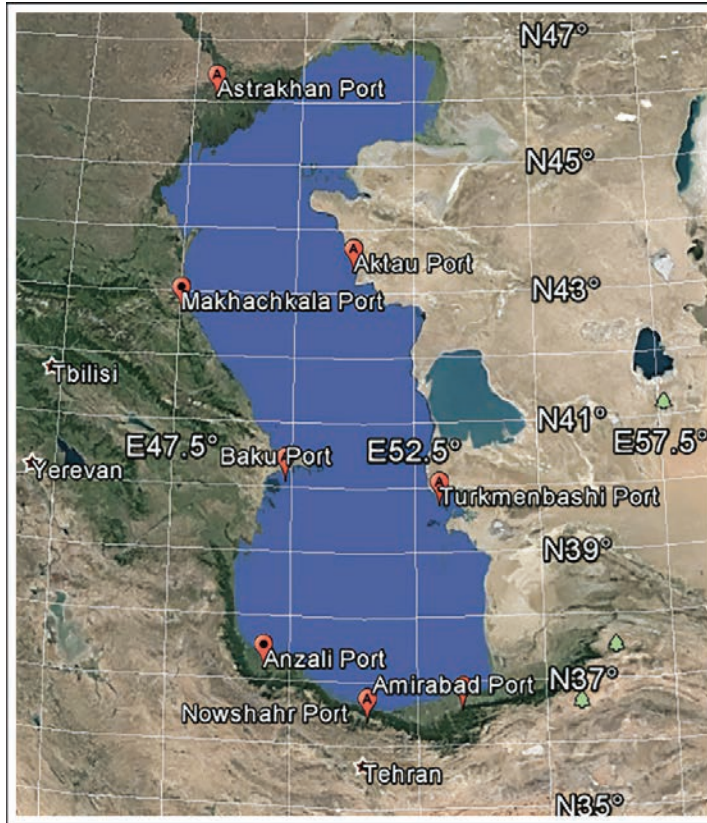 N47°
A
Astrakhan Port
N45°
A
Aktau Port
N43°
Makhachkala Port
Tbilisi
N41°
E47.5°
E52.5°
E57.5°
Baku Port
Yerevan
A
Turkmenbashi Port
N39°
Anzali Port
N37°
Amirabad Port
A
Nowshahr Port
Tehran
N35°